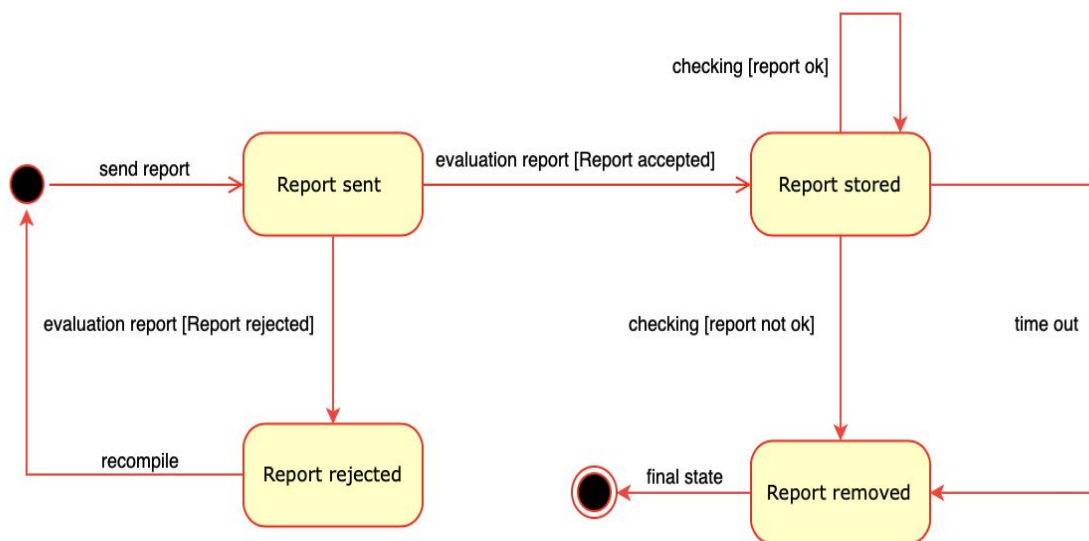 checking [report ok]
send report
Report sent
evaluation report [Report accepted]
Report stored
evaluation report [Report rejected]
checking [report not ok]
time out
recompile
Report rejected
final state
Report removed